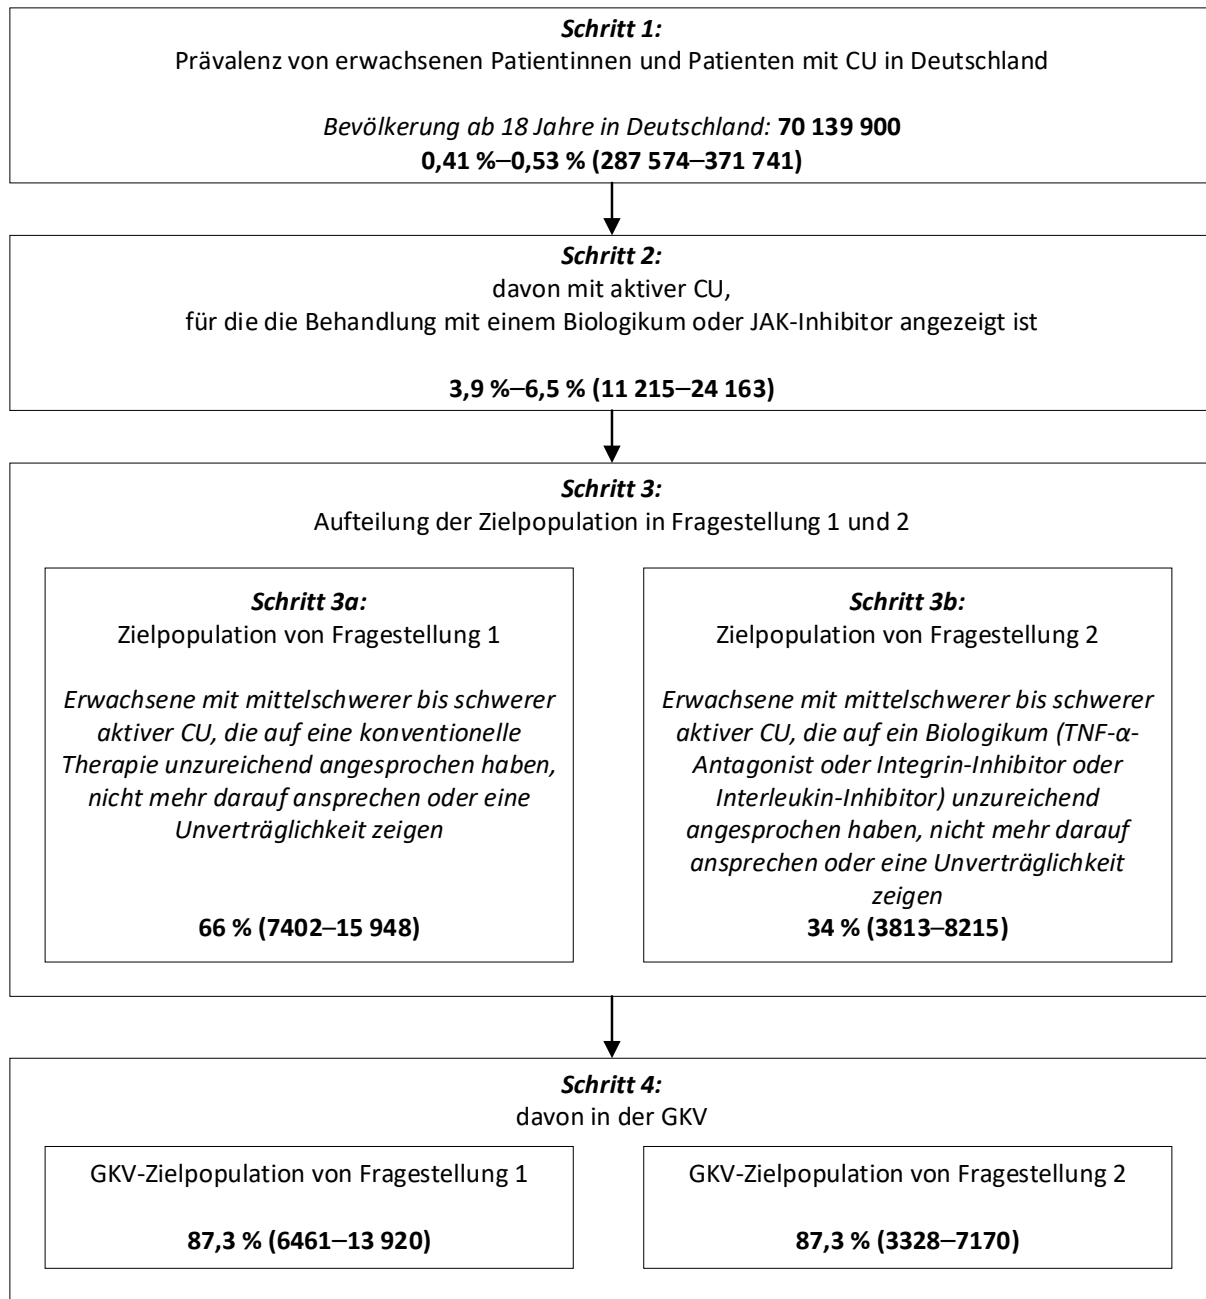 Schritt 1:
Prävalenz von erwachsenen Patientinnen und Patienten mit CU in Deutschland
Bevölkerung ab 18 Jahre in Deutschland: 70 139 900
0,41 %–0,53 % (287 574–371 741)
Schritt 2:
davon mit aktiver CU,
für die die Behandlung mit einem Biologikum oder JAK-Inhibitor angezeigt ist
3,9 %–6,5 % (11 215–24 163)
Schritt 3:
Aufteilung der Zielpopulation in Fragestellung 1 und 2
Schritt 3a:
Zielpopulation von Fragestellung 1
Erwachsene mit mittelschwerer bis schwerer
aktiver CU, die auf eine konventionelle
Therapie unzureichend angesprochen haben,
nicht mehr darauf ansprechen oder eine
Unverträglichkeit zeigen
66 % (7402–15 948)
Schritt 3b:
Zielpopulation von Fragestellung 2
Erwachsene mit mittelschwerer bis schwerer
aktiver CU, die auf ein Biologikum (TNF-α-
Antagonist oder Integrin-Inhibitor oder
Interleukin-Inhibitor) unzureichend
angesprochen haben, nicht mehr darauf
ansprechen oder eine Unverträglichkeit
zeigen
34 % (3813–8215)
Schritt 4:
davon in der GKV
GKV-Zielpopulation von Fragestellung 1
87,3 % (6461–13 920)
GKV-Zielpopulation von Fragestellung 2
87,3 % (3328–7170)